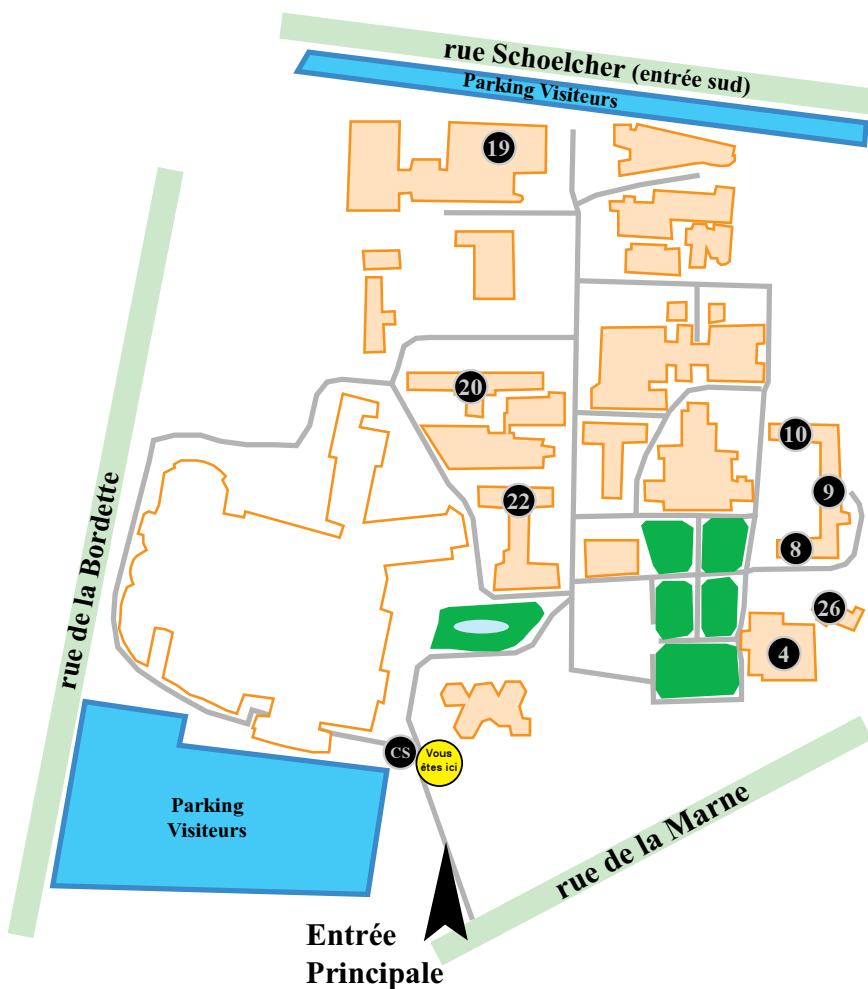 rue Schoelcher (entrée sud)
Parking Visiteurs
19
20
10
22
9
8
rue de la Bordette
26
4
CS
Vous
êtes ici
Parking
Visiteurs
rue de la Marne
Entrée
Principale